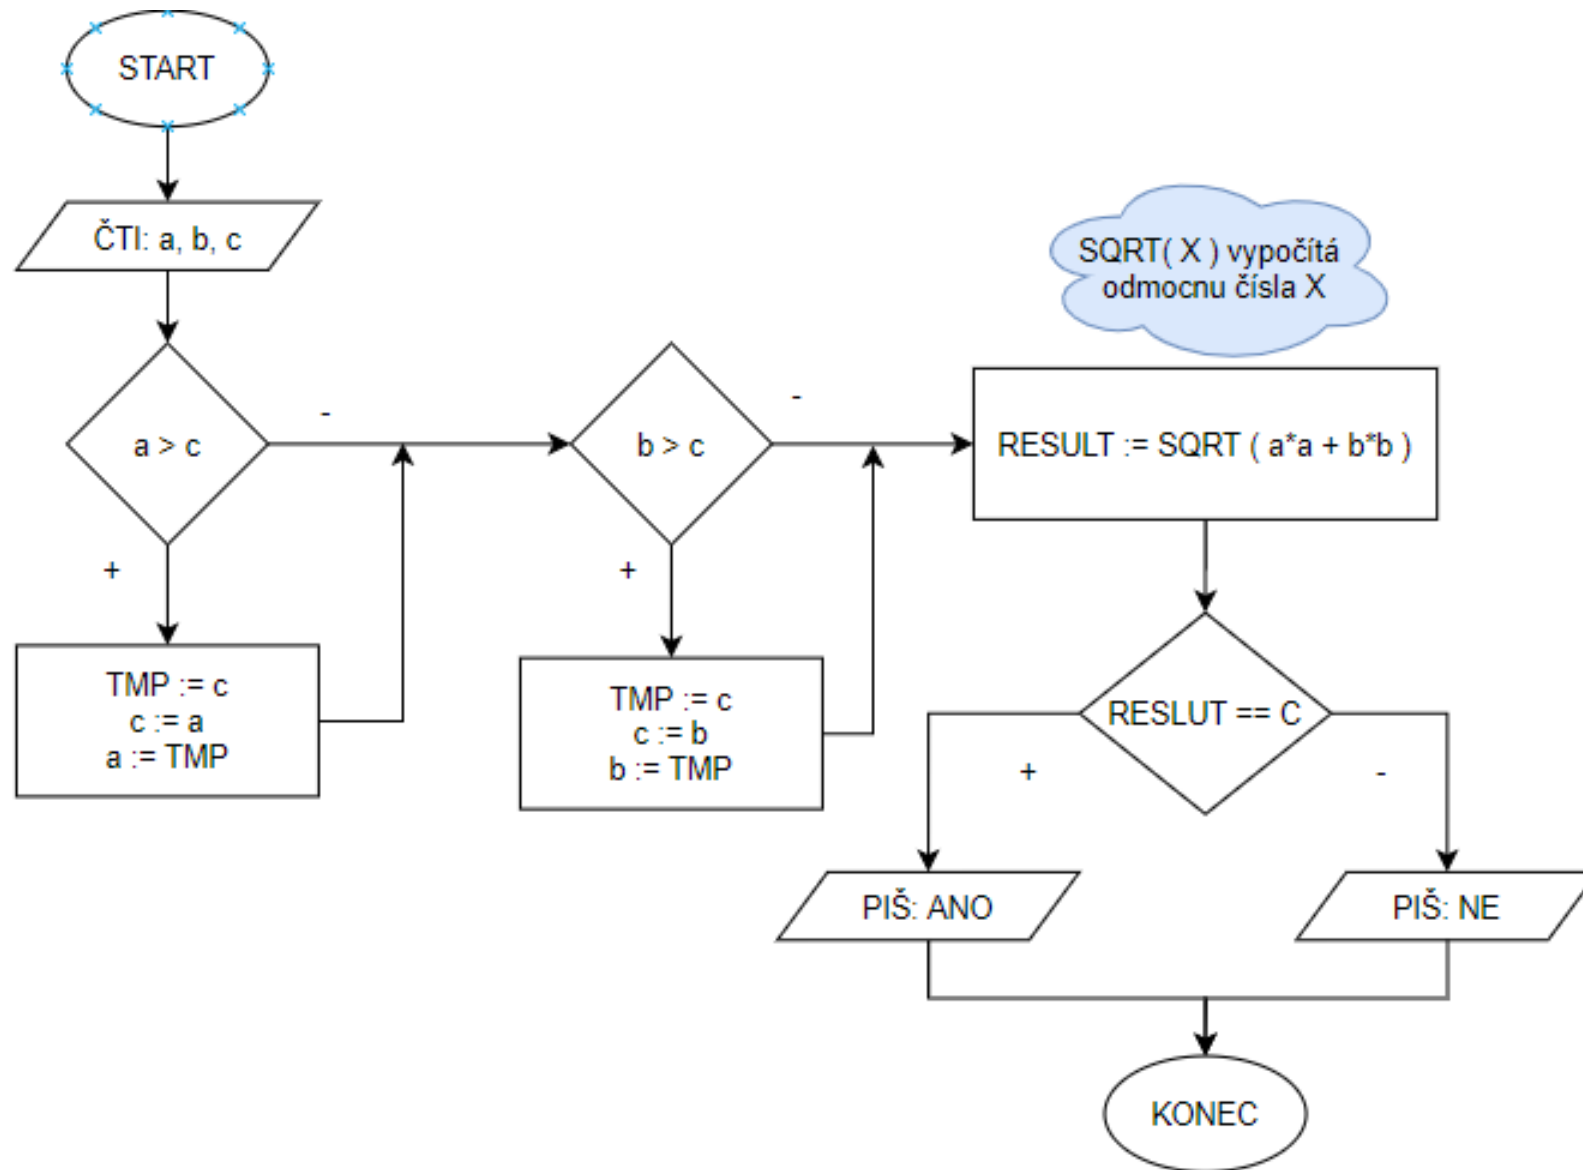 START
ČTI: a, b, c
a > c
-
+
TMP := c
c := a
a := TMP
b > c
-
+
TMP := c
c := b
b := TMP
SQRT( X ) vypočítá
odmocnu čísla X
RESULT := SQRT ( a*a + b*b )
RESLUT == C
+
-
PIŠ: ANO
PIŠ: NE
KONEC